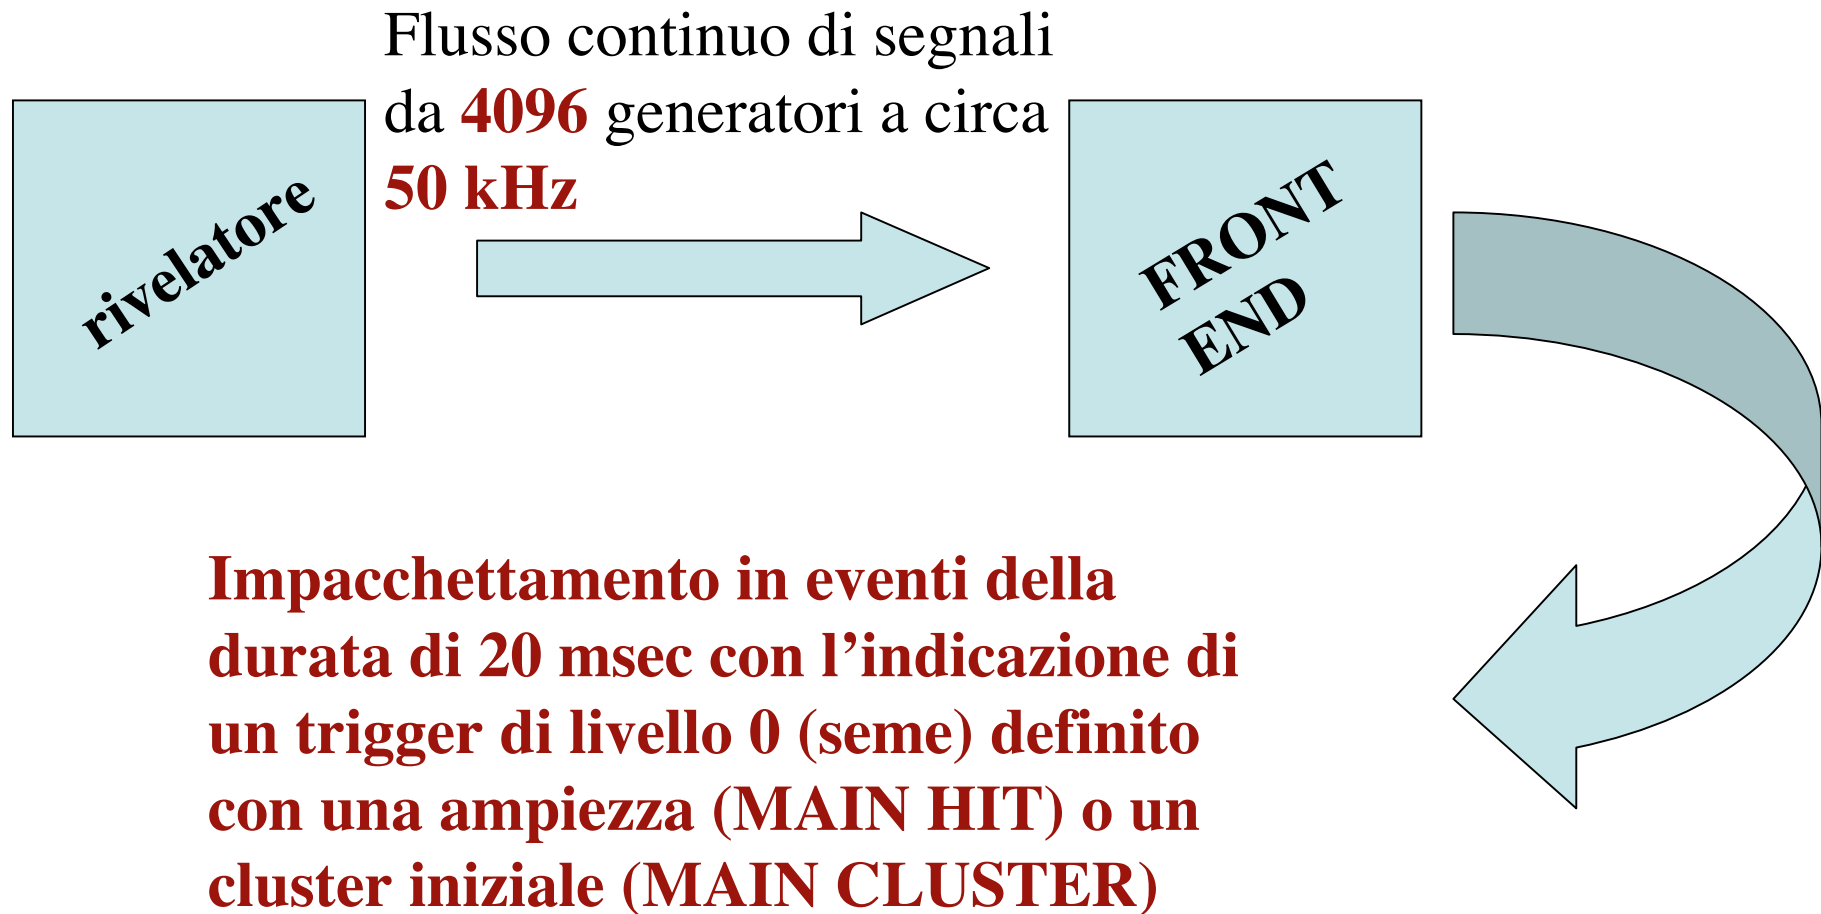 Flusso continuo di segnali
da 4096 generatori a circa
50 kHz
rivelatore
FRONT
END
Impacchettamento in eventi della
durata di 20 msec con l’indicazione di
un trigger di livello 0 (seme) definito
con una ampiezza (MAIN HIT) o un
cluster iniziale (MAIN CLUSTER)